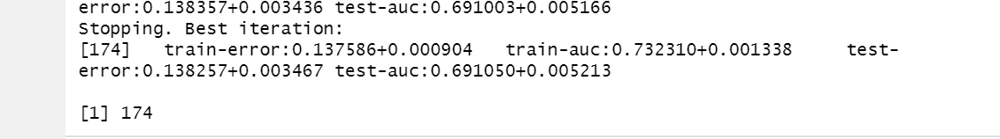 error:0.138357+0.003436 test-auc:0.691003+0.005166
Stopping. Best iteration:
[174]   train-error:0.137586+0.000904   train-auc:0.732310+0.001338     test-
error:0.138257+0.003467 test-auc:0.691050+0.005213
[1] 174